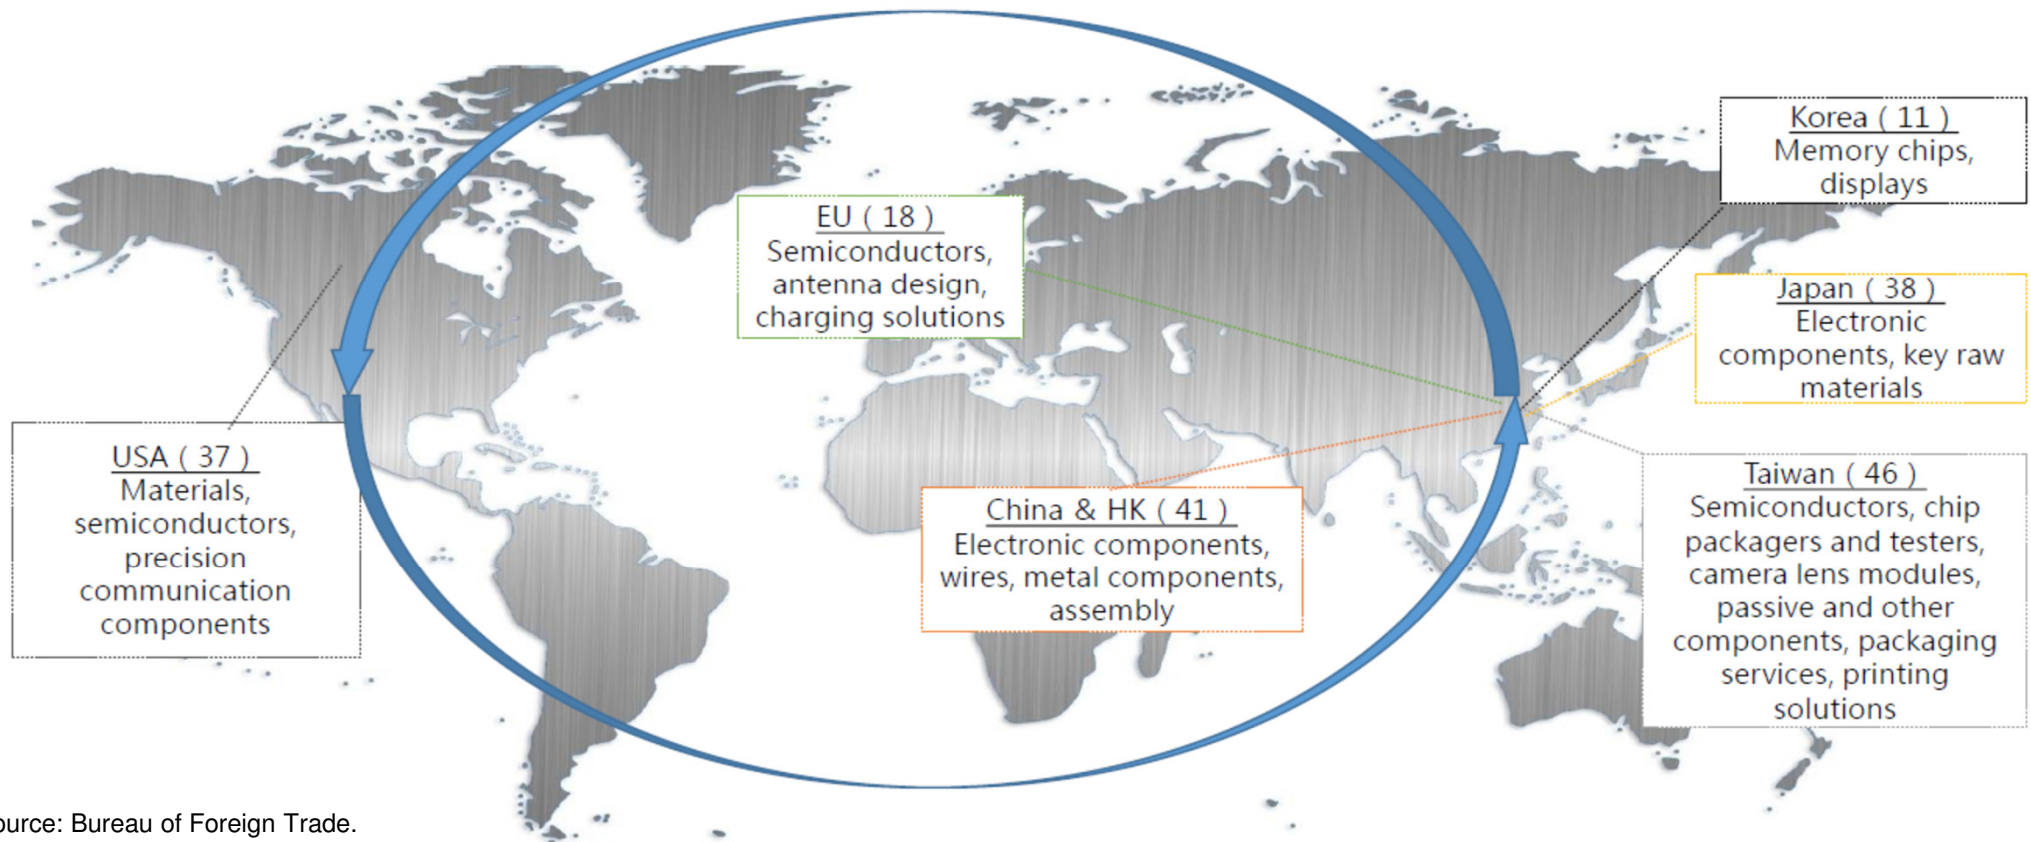 Korea ( 11 )
Memory chips,
displays
EU ( 18 )
Semiconductors,
antenna design,
charging solutions
Japan ( 38 )
Electronic
components, key raw
materials
USA ( 37 )
Materials,
semiconductors,
precision
communication
components
China & HK ( 41 )
Electronic components,
wires, metal components,
assembly
Taiwan ( 46 )
Semiconductors, chip
packagers and testers,
camera lens modules,
passive and other
components, packaging
services, printing
solutions
ource: Bureau of Foreign Trade.